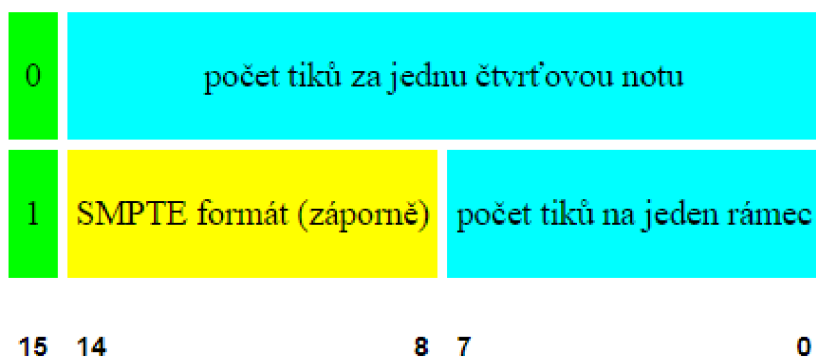 0 počet tiků za jednu čtvrťovou notu
1 SMPTE formát (záporně) počet tiků na jeden rámec
15 14 8 7 0